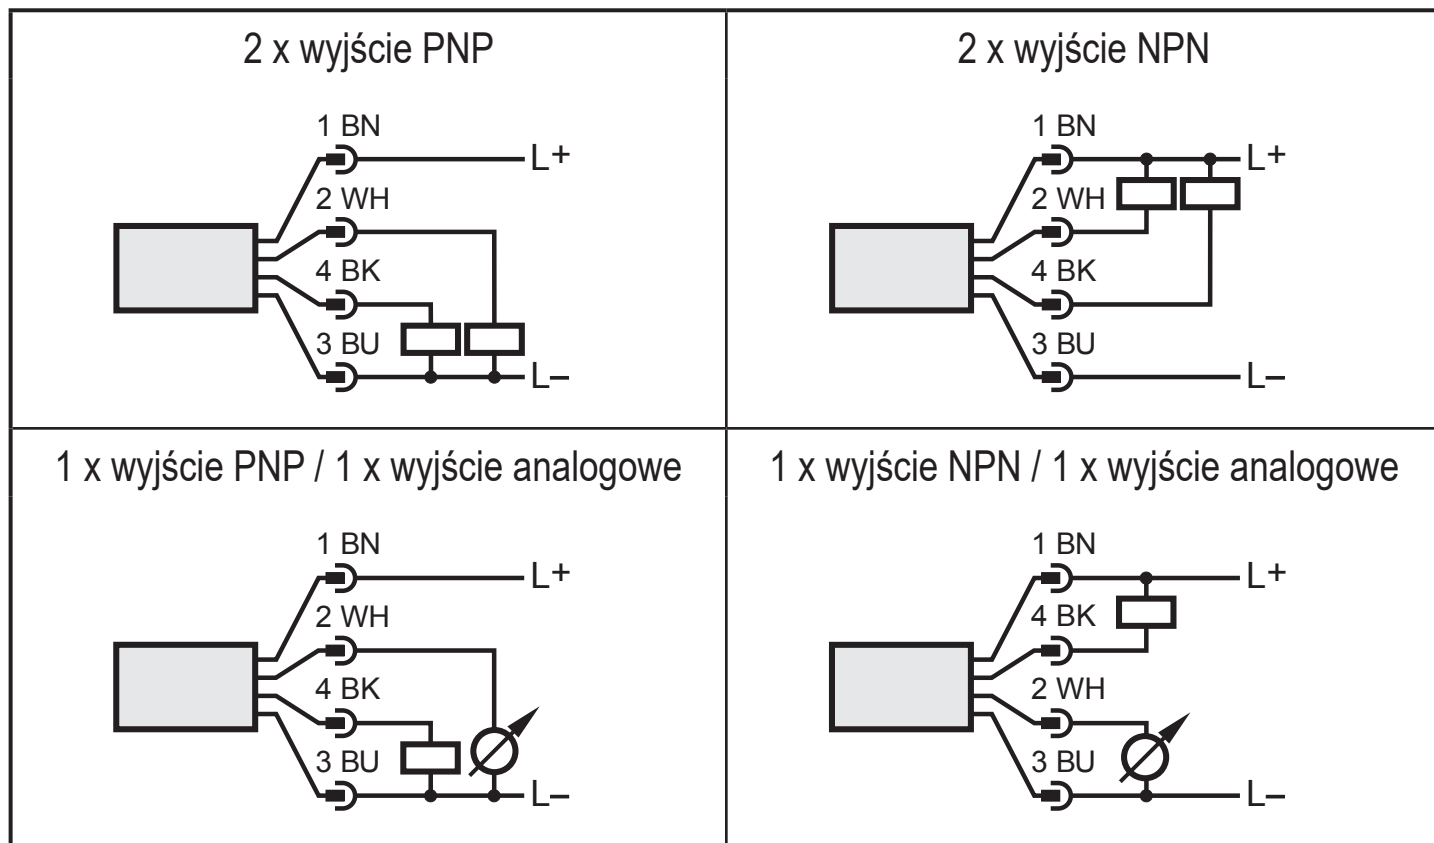 2 x wyjście PNP
1 BN
L+
2 WH
4 BK
3 BU
L–
2 x wyjście NPN
1 BN
L+
2 WH
4 BK
3 BU
L–
1 x wyjście PNP / 1 x wyjście analogowe
1 BN
L+
2 WH
4 BK
3 BU
L–
1 x wyjście NPN / 1 x wyjście analogowe
1 BN
L+
4 BK
2 WH
3 BU
L–